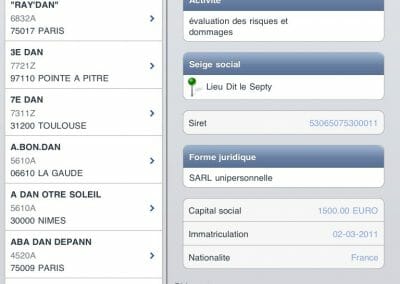 "RAY'DAN"
6832A
75017 PARIS
3E DAN
7721Z
97110 POINTE A PITRE
7E DAN
7311Z
31200 TOULOUSE
A.BON.DAN
5610A
06610 LA GAUDE
A DAN OTRE SOLEIL
5610A
30000 NIMES
ABA DAN DEPANN
4520A
75009 PARIS
Activité
évaluation des risques et
dommages
Seige social
Lieu Dit le Septy
Siret 53065075300011
Forme juridique
SARL unipersonnelle
Capital social 1500.00 EURO
Immatriculation 02-03-2011
Nationalite France